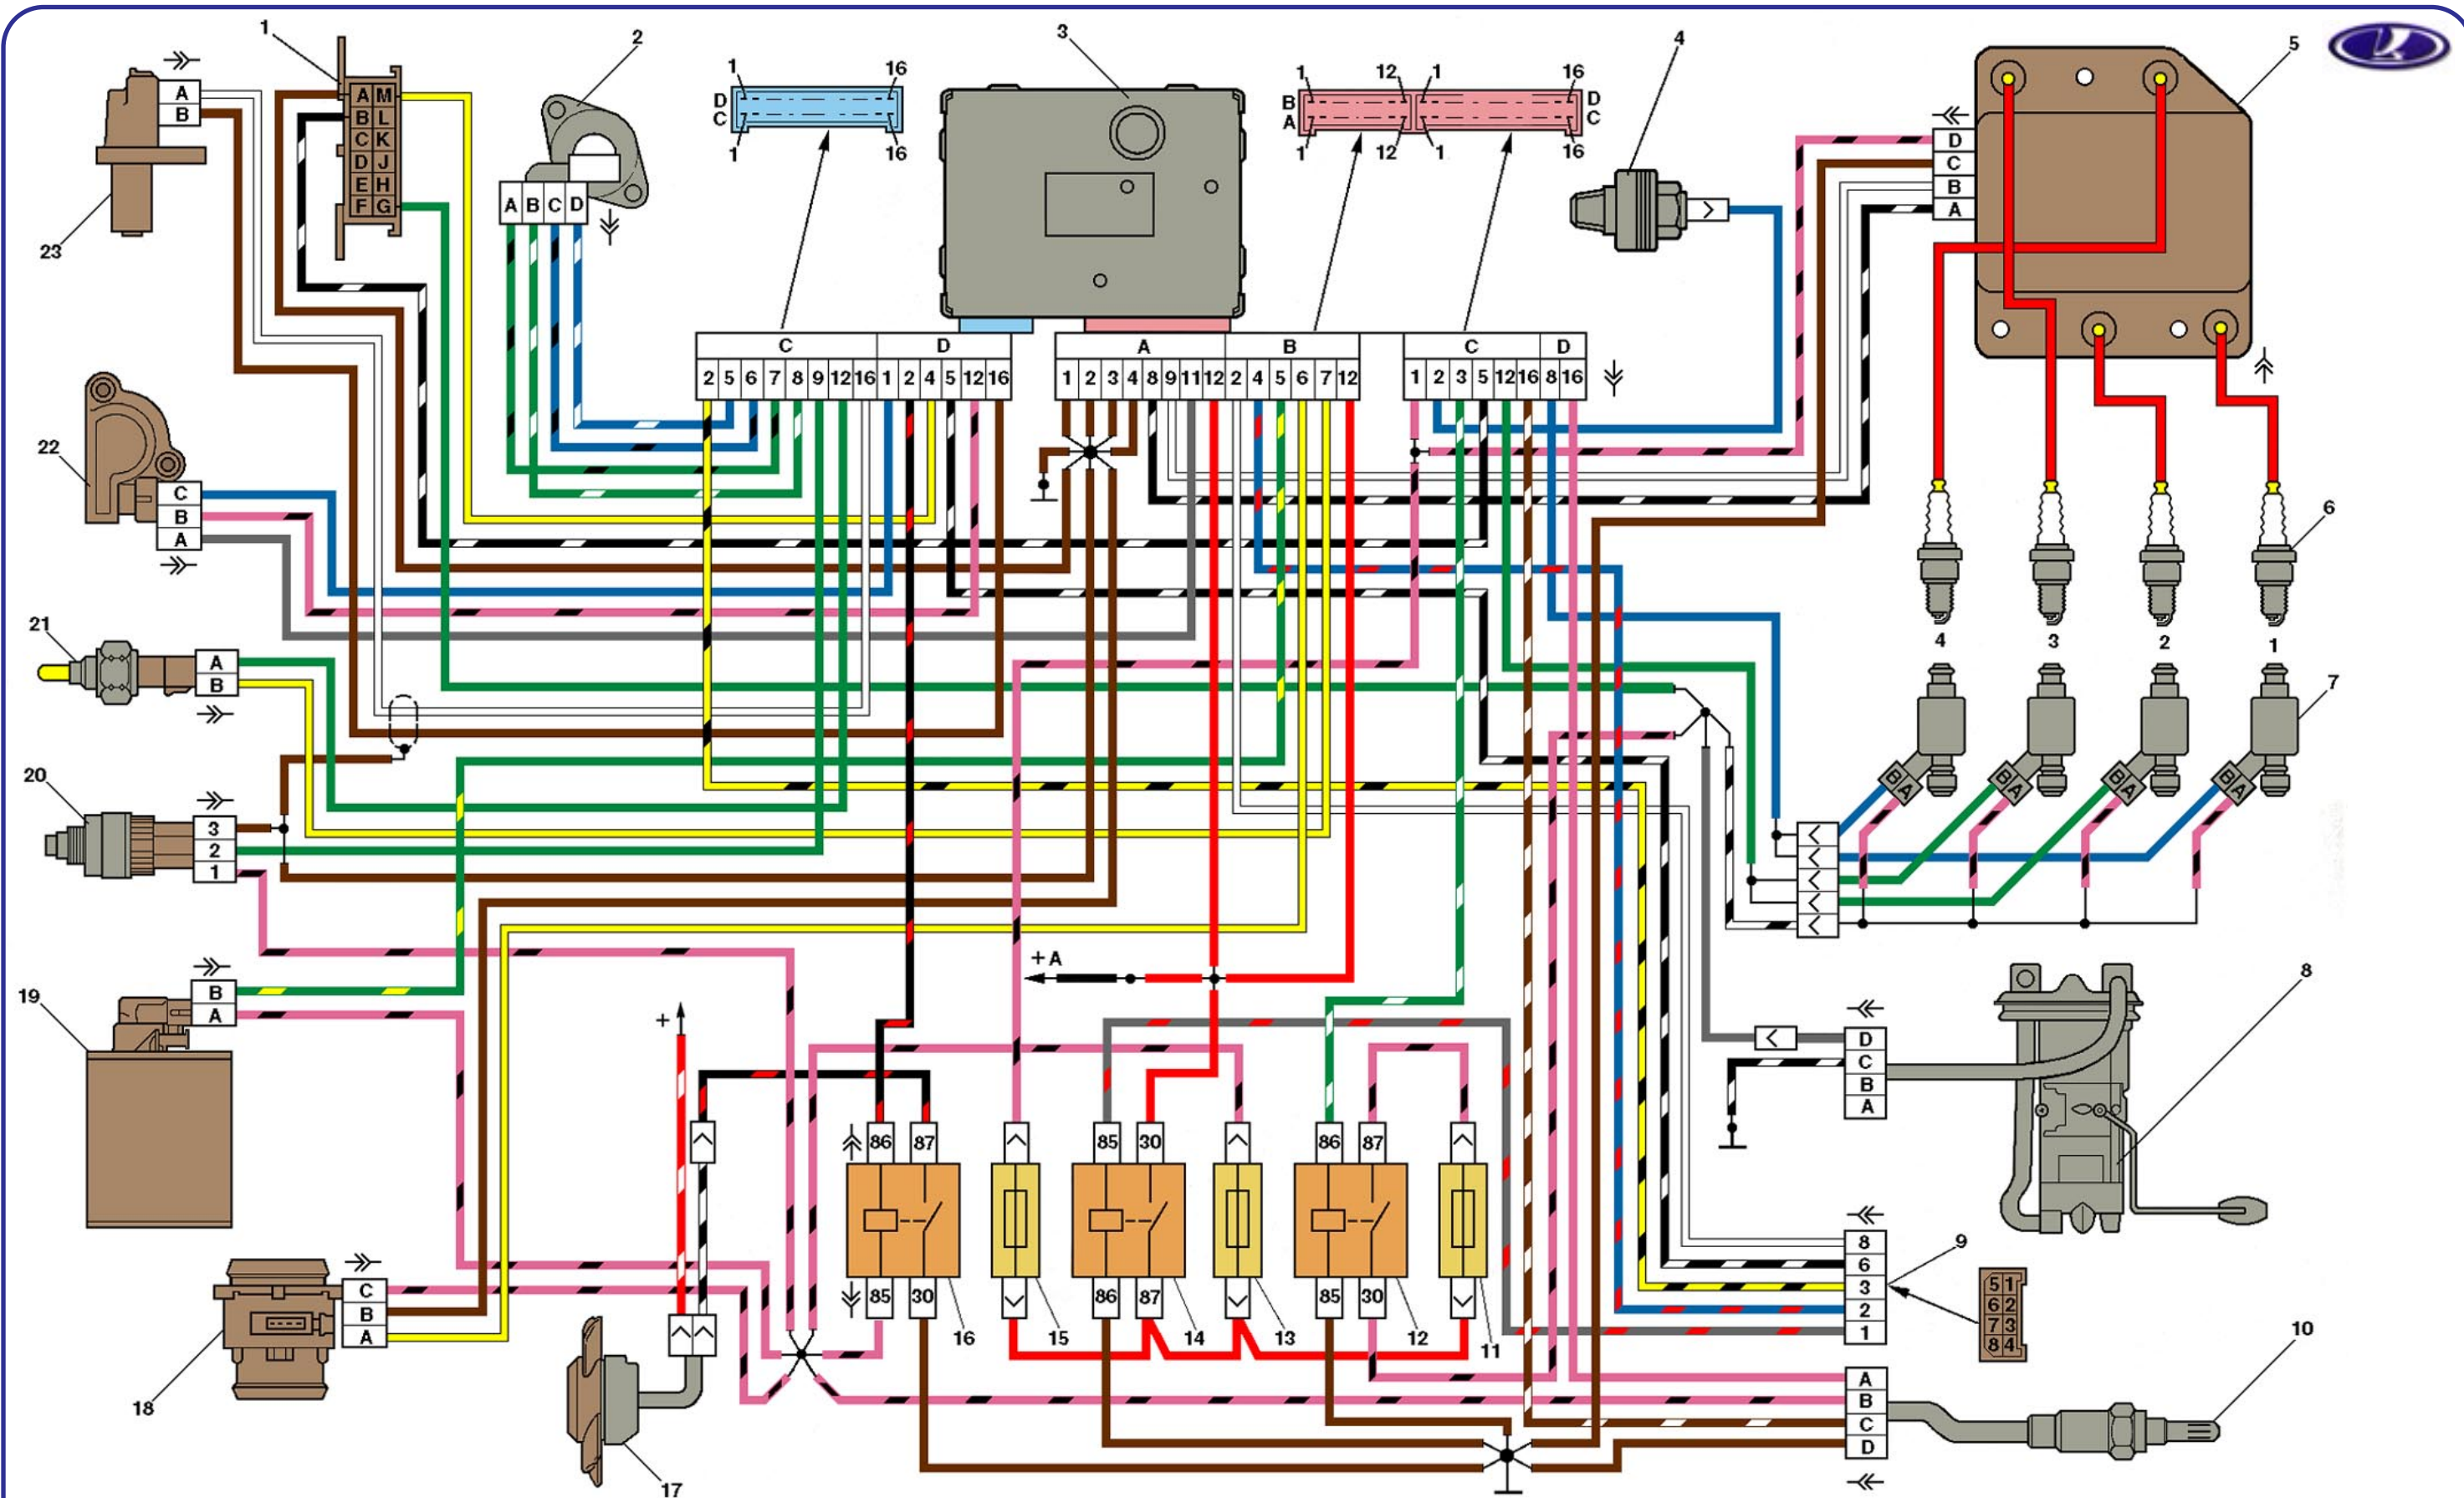 1
2
3
4
5
A
B
A M
B L
C K
D J
E H
F G
23
A B C D
1 16
D
C
1 16
1 12 1 16
B D
A C
1 12 1 16
D
C
B
A
C D
2 5 6 7 8 9 12 16 1 2 4 5 12 16
A B
1 2 3 4 8 9 11 12 2 4 5 6 7 12
C D
1 2 3 5 12 16 8 16
22
C
B
A
6
4 3 2 1
21
A
B
7
B A B A B A B A
20
3
2
1
+A
8
19
B
A
+
D
C
B
A
86 87
85 30
86 87
8
6
3
2
1
9
5 1
6 2
7 3
8 4
C
B
A
18
85 30
86 87
85 30
16 15 14 13 12 11
10
A
B
C
D
17